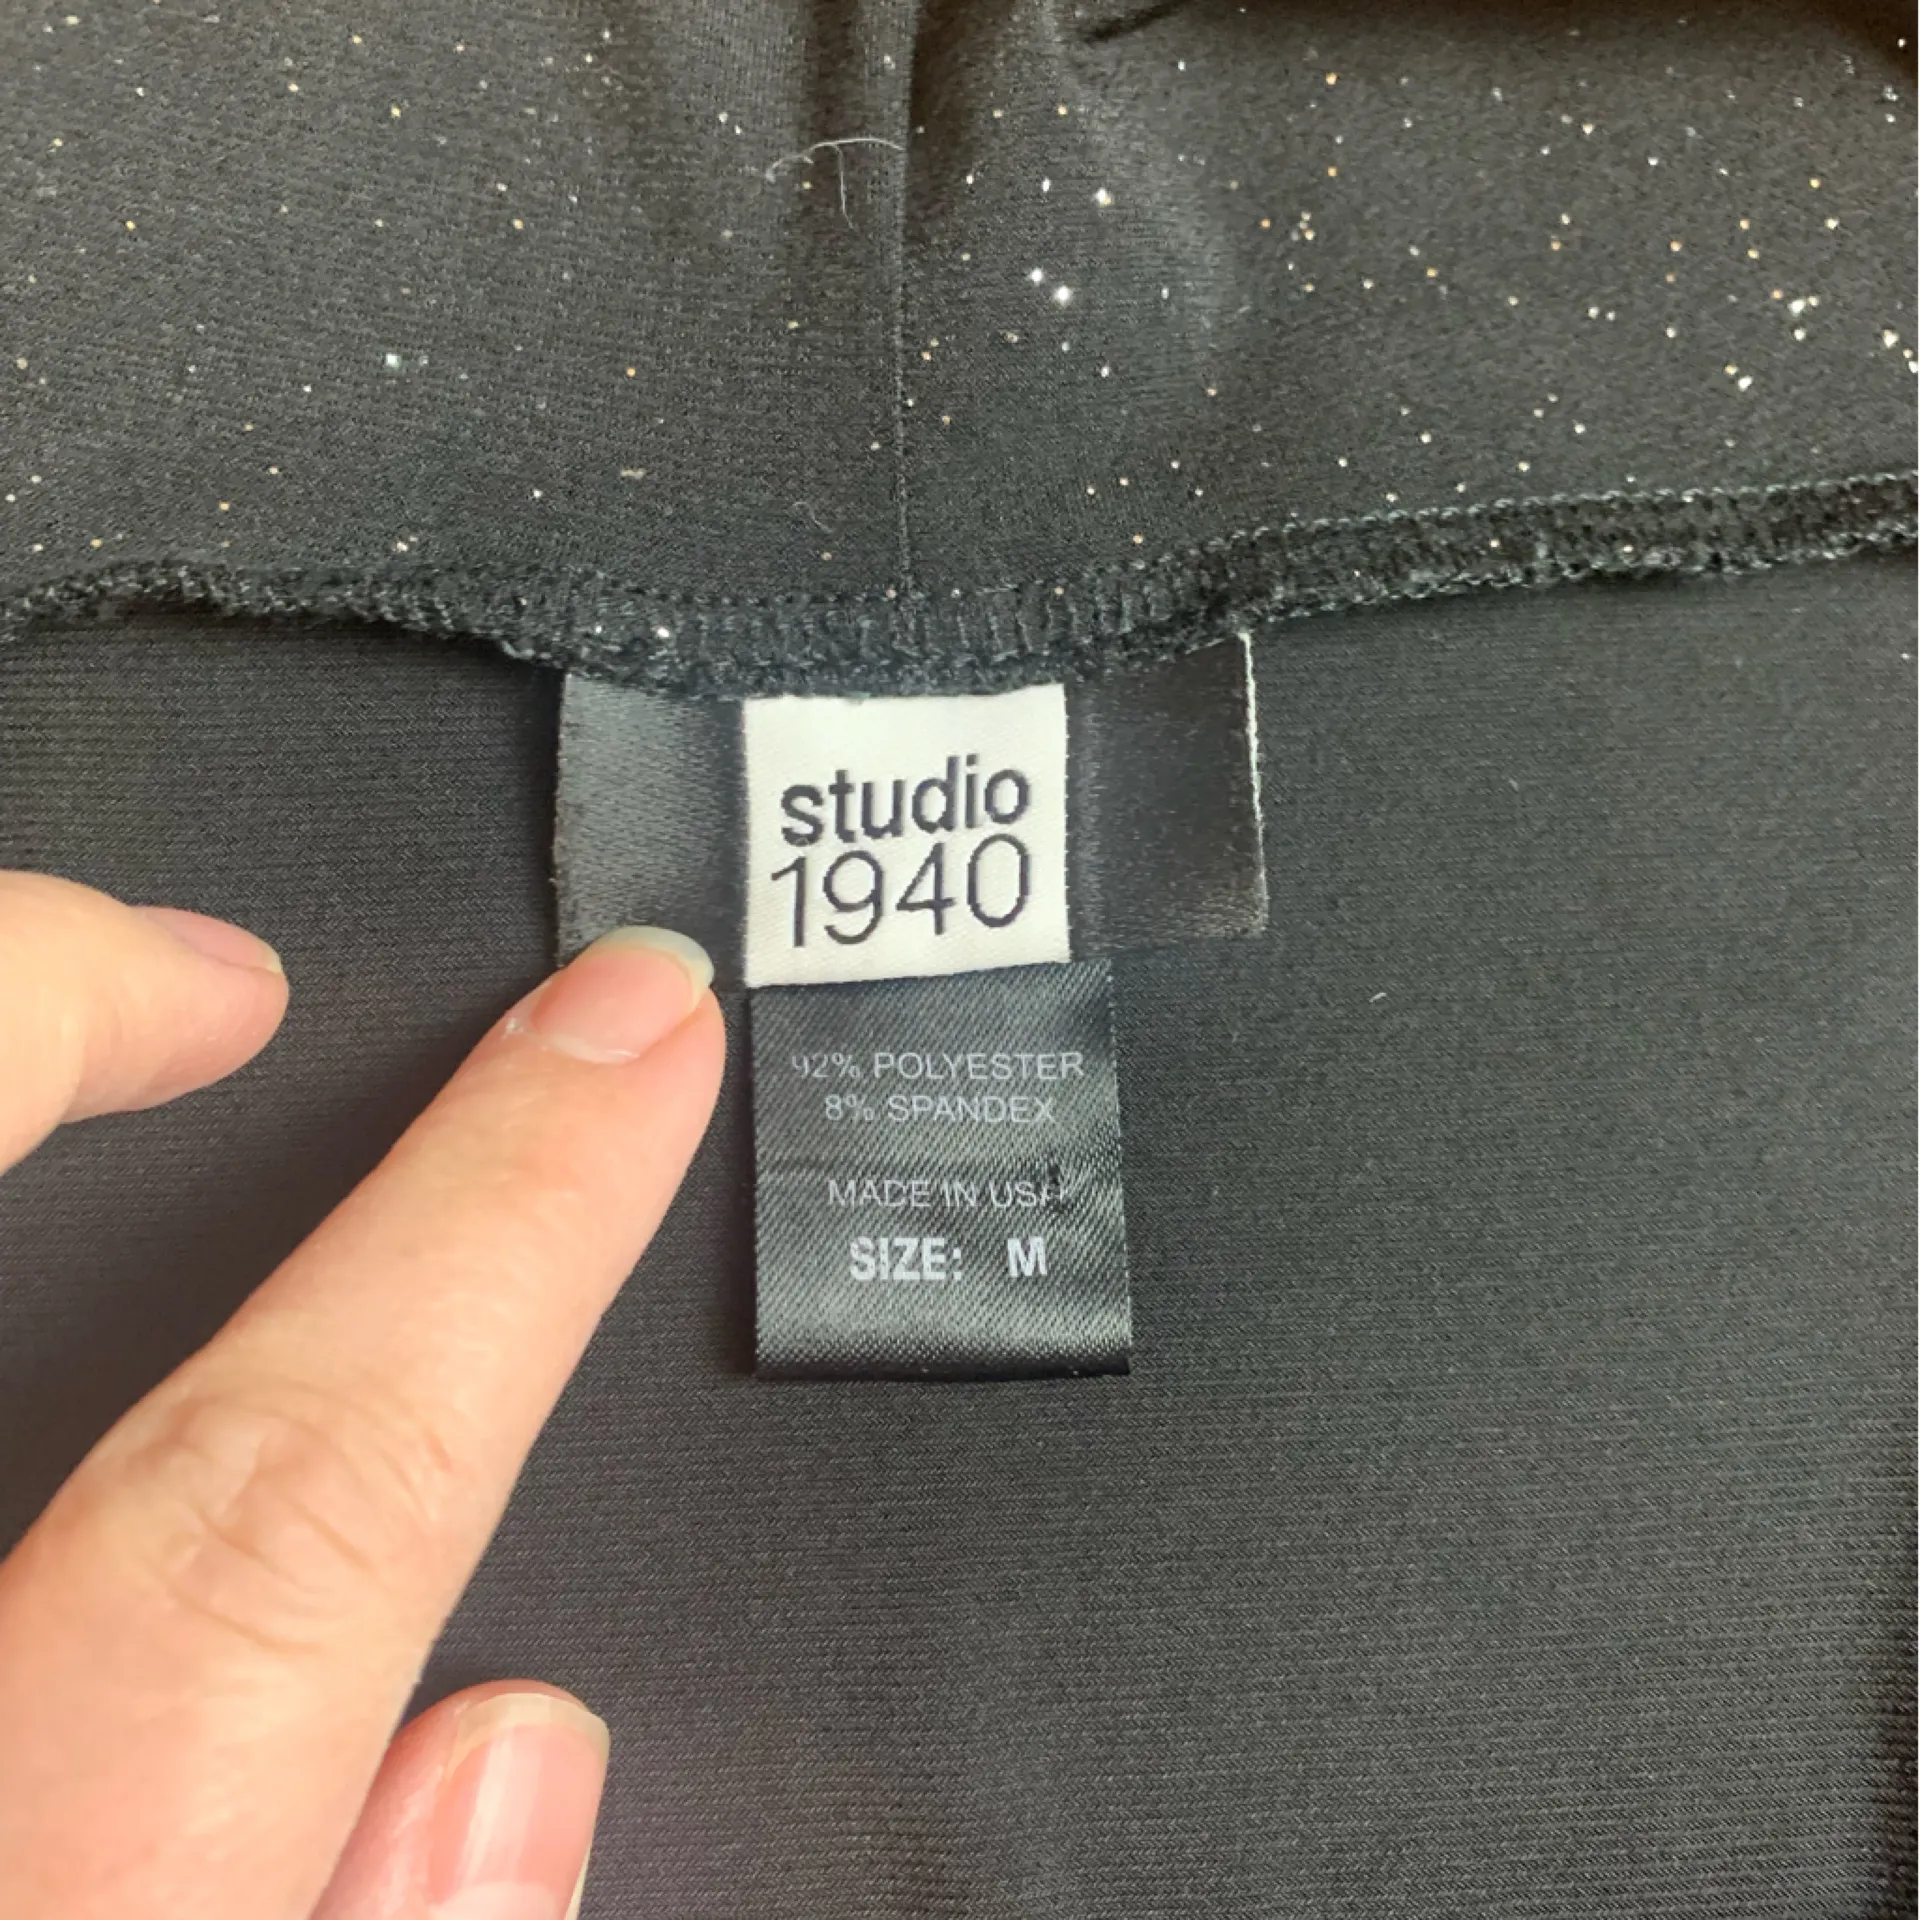 studio
1940
92% POLYESTER
8% SPANDEX
MADE IN USA
SIZE: M